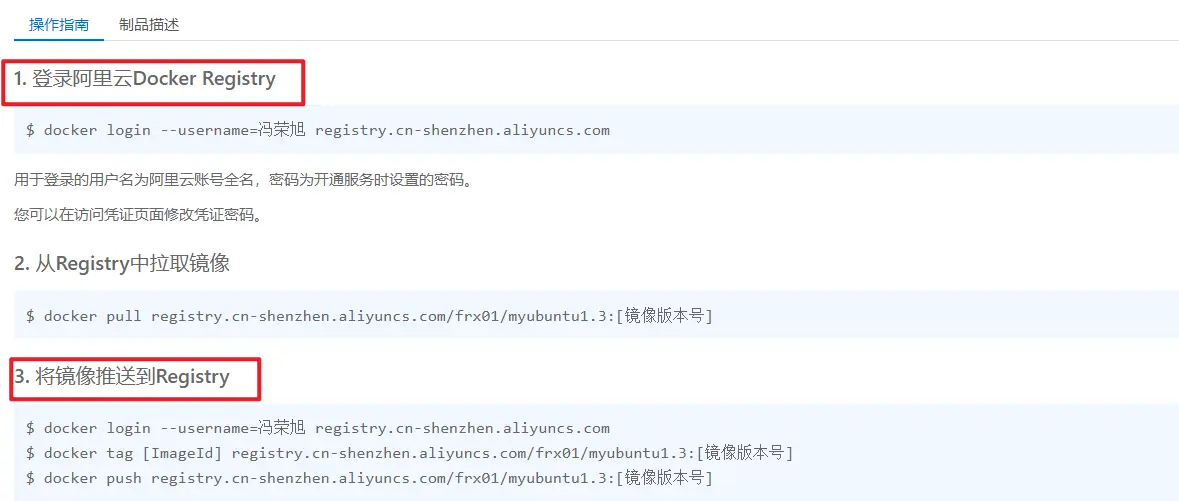 操作指南 制品描述
1. 登录阿里云Docker Registry
$ docker login --username=冯荣旭 registry.cn-shenzhen.aliyuncs.com
用于登录的用户名为阿里云账号全名，密码为开通服务时设置的密码。
您可以在访问凭证页面修改凭证密码。
2. 从Registry中拉取镜像
$ docker pull registry.cn-shenzhen.aliyuncs.com/frx01/myubuntu1.3:[镜像版本号]
3. 将镜像推送到Registry
$ docker login --username=冯荣旭 registry.cn-shenzhen.aliyuncs.com
$ docker tag [ImageId] registry.cn-shenzhen.aliyuncs.com/frx01/myubuntu1.3:[镜像版本号]
$ docker push registry.cn-shenzhen.aliyuncs.com/frx01/myubuntu1.3:[镜像版本号]